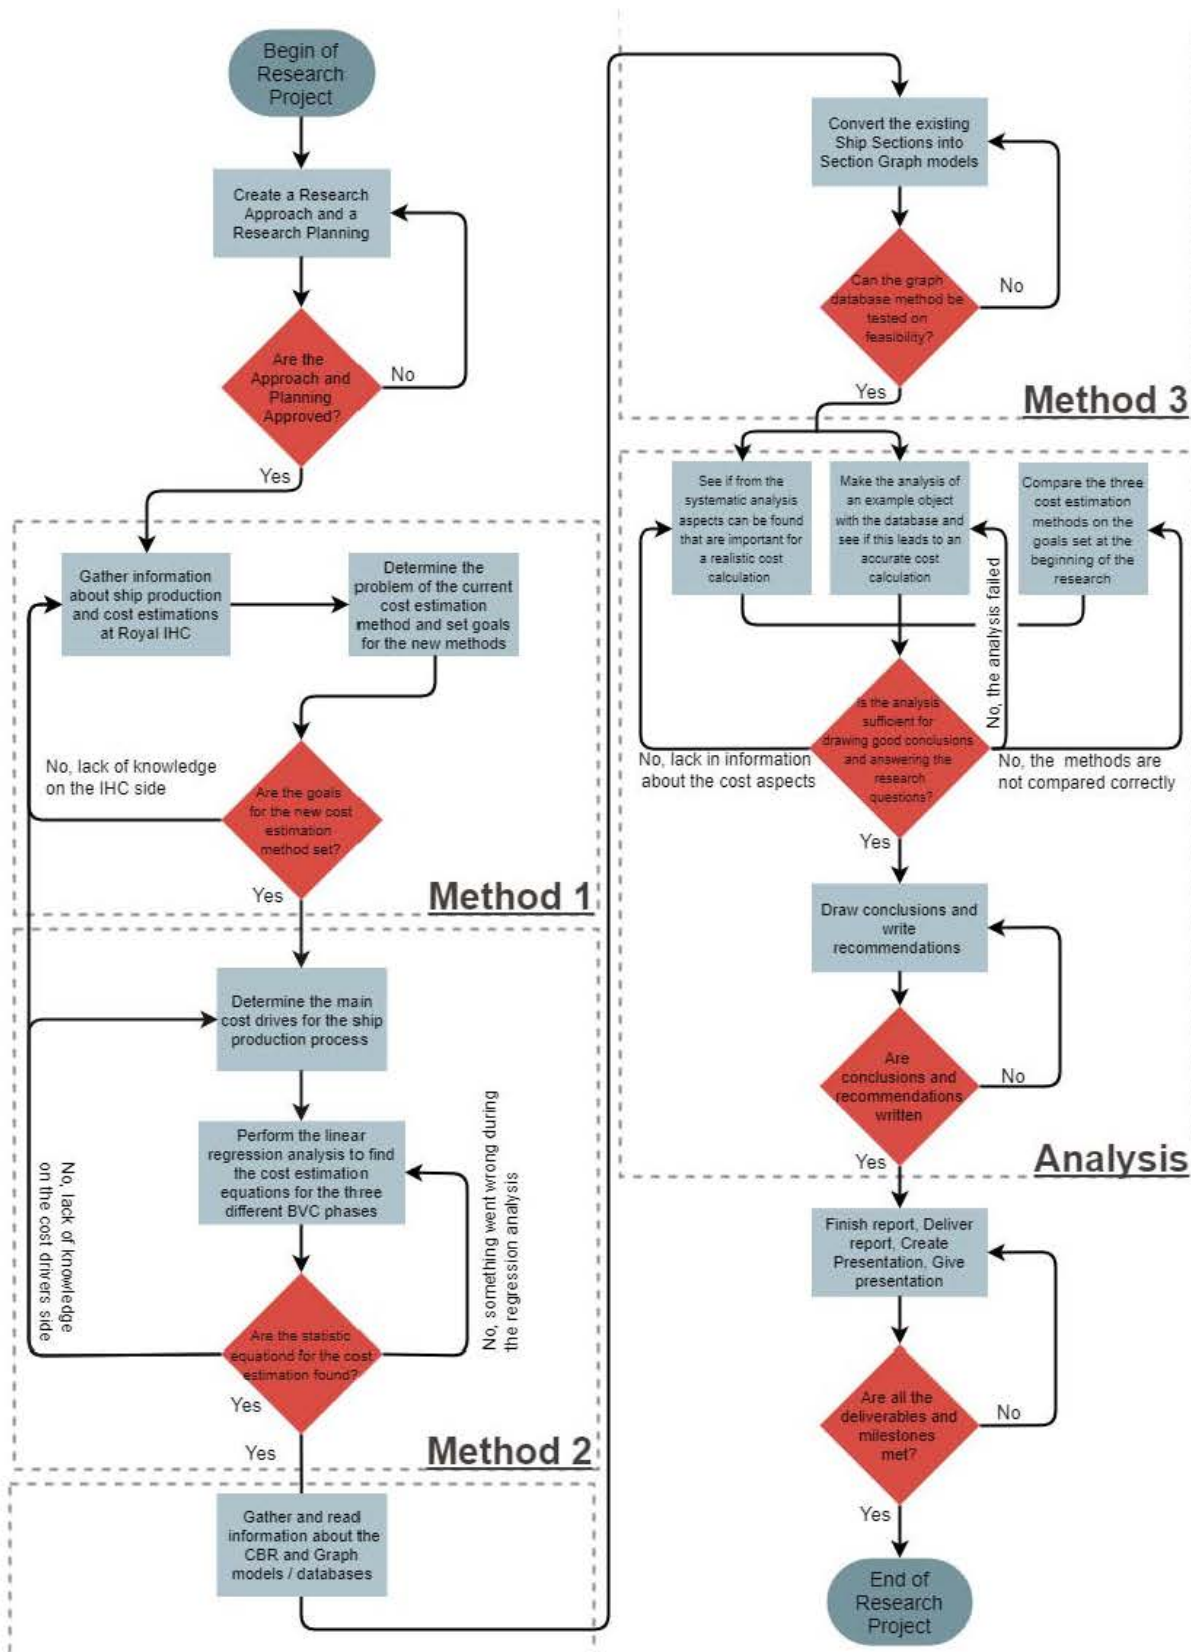 Begin of
Research
Project
Create a Research
Approach and a
Research Planning
Are the
Approach and
Planning
Approved?
No
Yes
Gather information
about ship production
and cost estimations
at Royal IHC
Determine the
problem of the current
cost estimation
method and set goals
for the new methods
No, lack of knowledge
on the IHC side
Are the goals
for the new cost
estimation
method set?
Yes
Method 1
Determine the main
cost drives for the ship
production process
Perform the linear
regression analysis to find
the cost estimation
equations for the three
different BVC phases
No, lack of knowledge
on the cost drivers side
No, something went wrong during
the regression analysis
Are the statistic
equationd for the cost
estimation found?
Yes
Yes
Method 2
Gather and read
information about the
CBR and Graph
models / databases
Convert the existing
Ship Sections into
Section Graph models
Can the graph
database method be
tested on
feasibility?
No
Yes
Method 3
See if from the
systematic analysis
aspects can be found
that are important for
a realistic cost
calculation
Make the analysis of
an example object
with the database and
see if this leads to an
accurate cost
calculation
Compare the three
cost estimation
methods on the
goals set at the
beginning of the
research
No, the analysis failed
Is the analysis
sufficient for
drawing good conclusions
and answering the
research
questions?
No, lack in information
about the cost aspects
No, the methods are
not compared correctly
Yes
Draw conclusions and
write
recommendations
Are
conclusions and
recommendations
written
No
Yes
Analysis
Finish report, Deliver
report, Create
Presentation, Give
presentation
Are all the
deliverables and
milestones
met?
No
Yes
End of
Research
Project